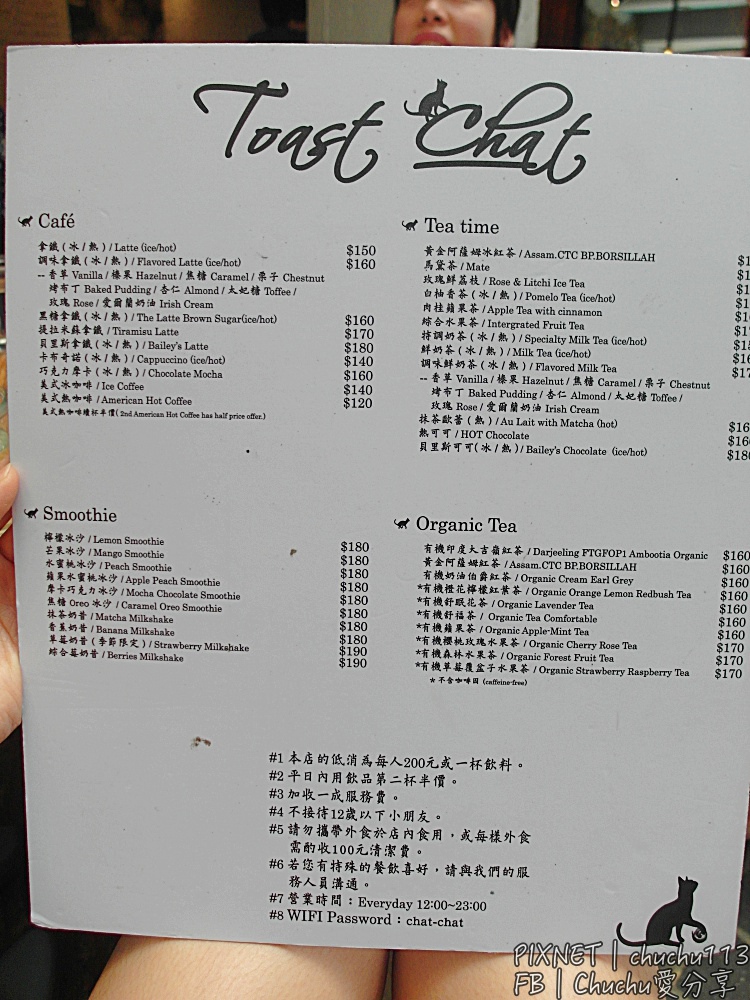 Toast Chat
Café
拿鐵 ( 冰 / 熱 ) / Latte (ice/hot) $150
調味拿鐵 ( 冰 / 熱 ) / Flavored Latte (ice/hot) $160
-- 香草 Vanilla / 榛果 Hazelnut / 焦糖 Caramel / 栗子 Chestnut
烤布丁 Baked Pudding / 杏仁 Almond / 太妃糖 Toffee /
玫瑰 Rose / 愛爾蘭奶油 Irish Cream
黑糖拿鐵 ( 冰 / 熱 ) / The Latte Brown Sugar(ice/hot) $160
提拉米蘇拿鐵 / Tiramisu Latte $170
貝里斯拿鐵 ( 冰 / 熱 ) / Bailey's Latte $180
卡布奇諾 ( 冰 / 熱 ) / Cappuccino (ice/hot) $140
巧克力摩卡 ( 冰 / 熱 ) / Chocolate Mocha $160
美式冰咖啡 / Ice Coffee $140
美式熱咖啡 / American Hot Coffee $120
美式熱咖啡續杯半價 ( 2nd American Hot Coffee has half price offer.)
Tea time
黃金阿薩姆冰紅茶 / Assam.CTC BP.BORSILLAH
馬黛茶 / Mate
玫瑰鮮荔枝 / Rose & Litchi Ice Tea
白柚香茶 ( 冰 / 熱 ) / Pomelo Tea (ice/hot)
肉桂蘋果茶 / Apple Tea with cinnamon
綜合水果茶 / Intergrated Fruit Tea
特調奶茶 ( 冰 / 熱 ) / Specialty Milk Tea (ice/hot)
鮮奶茶 ( 冰 / 熱 ) / Milk Tea (ice/hot)
調味鮮奶茶 ( 冰 / 熱 ) / Flavored Milk Tea
-- 香草 Vanilla / 榛果 Hazelnut / 焦糖 Caramel / 栗子 Chestnut
烤布丁 Baked Pudding / 杏仁 Almond / 太妃糖 Toffee /
玫瑰 Rose / 愛爾蘭奶油 Irish Cream
抹茶歐蕾 ( 熱 ) / Au Lait with Matcha (hot)
熱可可 / HOT Chocolate
貝里斯可可 ( 冰 / 熱 ) / Bailey's Chocolate (ice/hot)
Smoothie
檸檬冰沙 / Lemon Smoothie $180
芒果冰沙 / Mango Smoothie $180
水蜜桃冰沙 / Peach Smoothie $180
蘋果水蜜桃冰沙 / Apple Peach Smoothie $180
摩卡巧克力冰沙 / Mocha Chocolate Smoothie $180
焦糖 Oreo 冰沙 / Caramel Oreo Smoothie $180
抹茶奶昔 / Matcha Milkshake $180
香蕉奶昔 / Banana Milkshake $180
草莓奶昔 ( 季節限定 ) / Strawberry Milkshake $190
綜合莓奶昔 / Berries Milkshake $190
Organic Tea
有機印度大吉嶺紅茶 / Darjeeling FTGFOP1 Ambootia Organic $160
黃金阿薩姆紅茶 / Assam.CTC BP.BORSILLAH $160
有機奶油伯爵紅茶 / Organic Cream Earl Grey $160
*有機橙花檸檬紅茶 / Organic Orange Lemon Redbush Tea $160
*有機舒眠花茶 / Organic Lavender Tea $160
*有機舒福茶 / Organic Tea Comfortable $160
*有機蘋果茶 / Organic Apple-Mint Tea $160
*有機櫻桃玫瑰水果茶 / Organic Cherry Rose Tea $170
*有機森林水果茶 / Organic Forest Fruit Tea $170
*有機草莓覆盆子水果茶 / Organic Strawberry Raspberry Tea $170
* 不含咖啡因 (caffeine-free)
#1 本店的低消為每人200元或一杯飲料。
#2 平日內用飲品第二杯半價。
#3 加收一成服務費。
#4 不接待12歲以下小朋友。
#5 請勿攜帶外食於店內食用，或每樣外食
需酌收100元清潔費。
#6 若您有特殊的餐飲喜好，請與我們的服
務人員溝通。
#7 營業時間：Everyday 12:00~23:00
#8 WIFI Password：chat-chat
PIXNET | chuchu113
FB | Chuchu愛分享